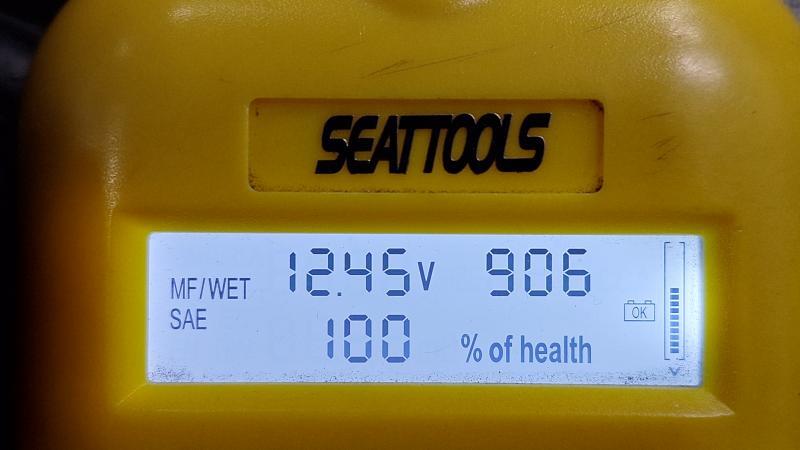 SEATTOOLS
MF/WET 12.45V 906
SAE 100 % of health
OK
V